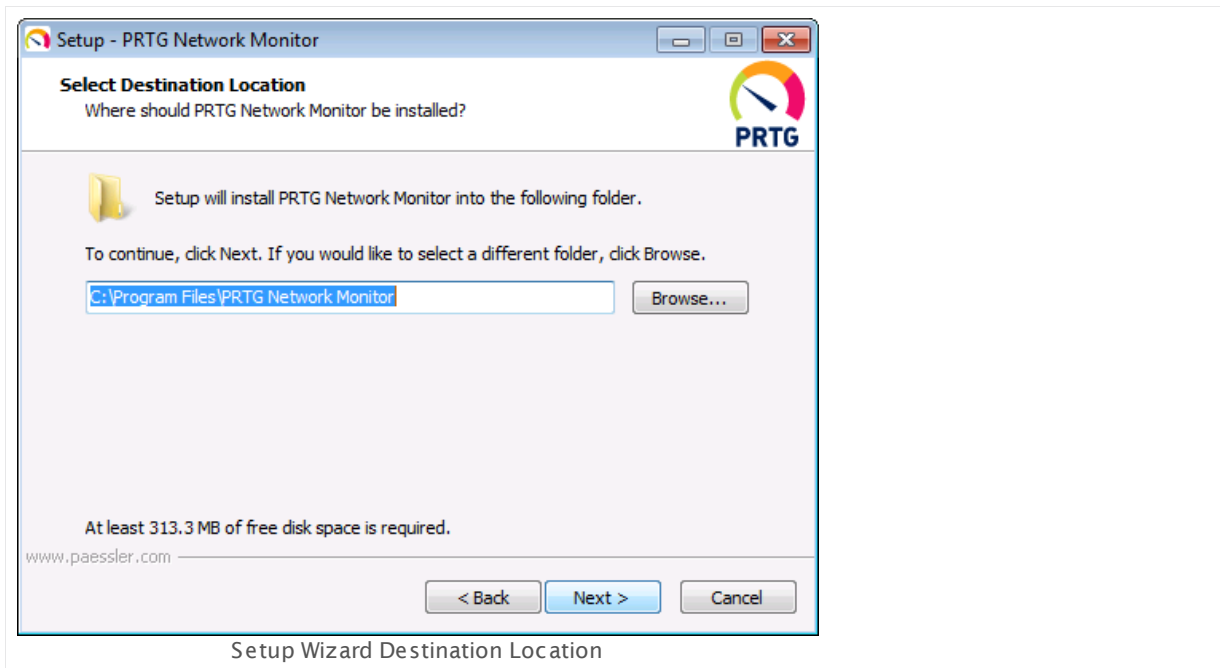 Setup - PRTG Network Monitor
Select Destination Location
Where should PRTG Network Monitor be installed?
PRTG
Setup will install PRTG Network Monitor into the following folder.
To continue, click Next. If you would like to select a different folder, click Browse.
C:\Program Files\PRTG Network Monitor
Browse...
At least 313.3 MB of free disk space is required.
www.paessler.com
< Back Next > Cancel
Setup Wizard Destination Location